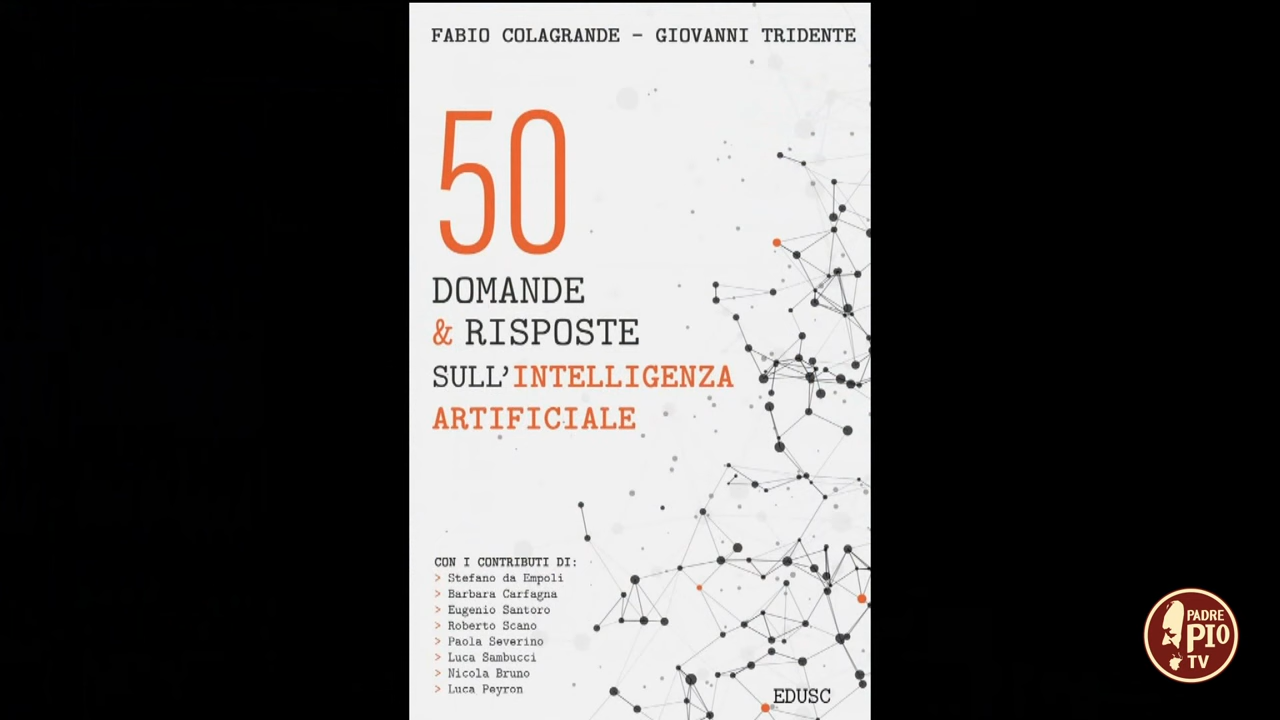 FABIO COLAGRANDE - GIOVANNI TRIDENTE
50
DOMANDE
& RISPOSTE
SULL'INTELLIGENZA
ARTIFICIALE
CON I CONTRIBUTI DI:
> Stefano da Empoli
> Barbara Carfagna
> Eugenio Santoro
> Roberto Scano
> Paola Severino
> Luca Sambucci
> Nicola Bruno
> Luca Peyron
EDUSC
PADRE
PIO
TV